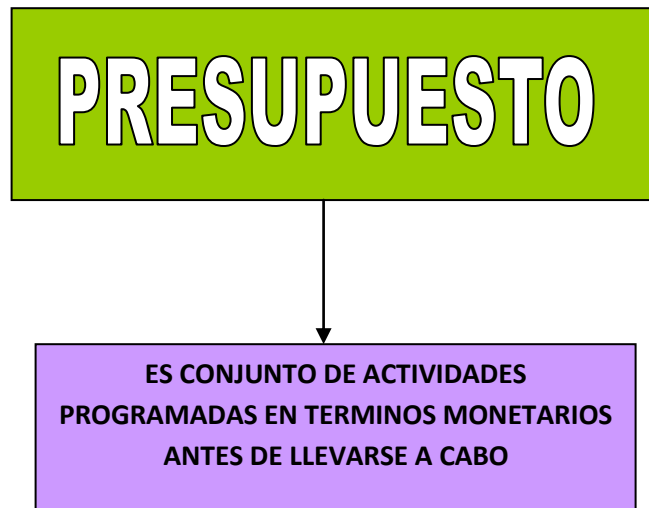 PRESUPUESTO
ES CONJUNTO DE ACTIVIDADES
PROGRAMADAS EN TERMINOS MONETARIOS
ANTES DE LLEVARSE A CABO